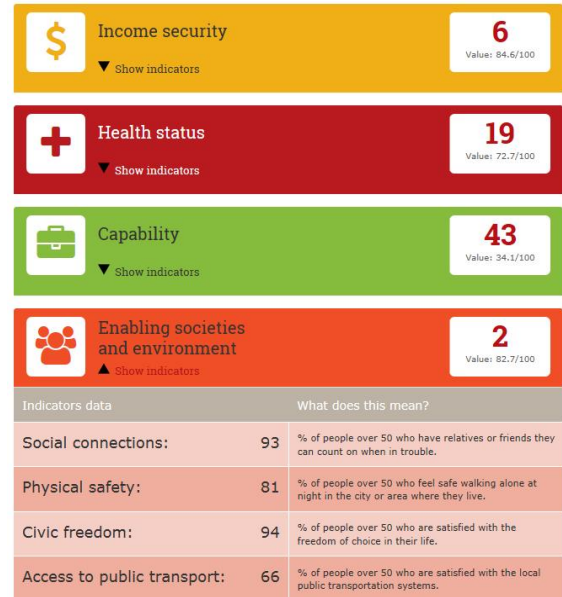 Income security
6
Value: 84.6/100
▼ Show indicators
Health status
19
Value: 72.7/100
▼ Show indicators
Capability
43
Value: 34.1/100
▼ Show indicators
Enabling societies
and environment
2
Value: 82.7/100
▲ Show indicators
Indicators data What does this mean?
Social connections: 93
% of people over 50 who have relatives or friends they
can count on when in trouble.
Physical safety: 81
% of people over 50 who feel safe walking alone at
night in the city or area where they live.
Civic freedom: 94
% of people over 50 who are satisfied with the
freedom of choice in their life.
Access to public transport: 66
% of people over 50 who are satisfied with the local
public transportation systems.